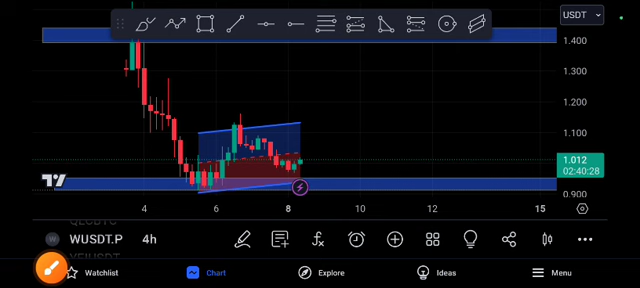 USDT
1.400
1.300
1.200
1.100
1.012
02:40:28
0.900
4 6 8 10 12 15
WUSDT.P 4h
Watchlist Chart Explore Ideas Menu